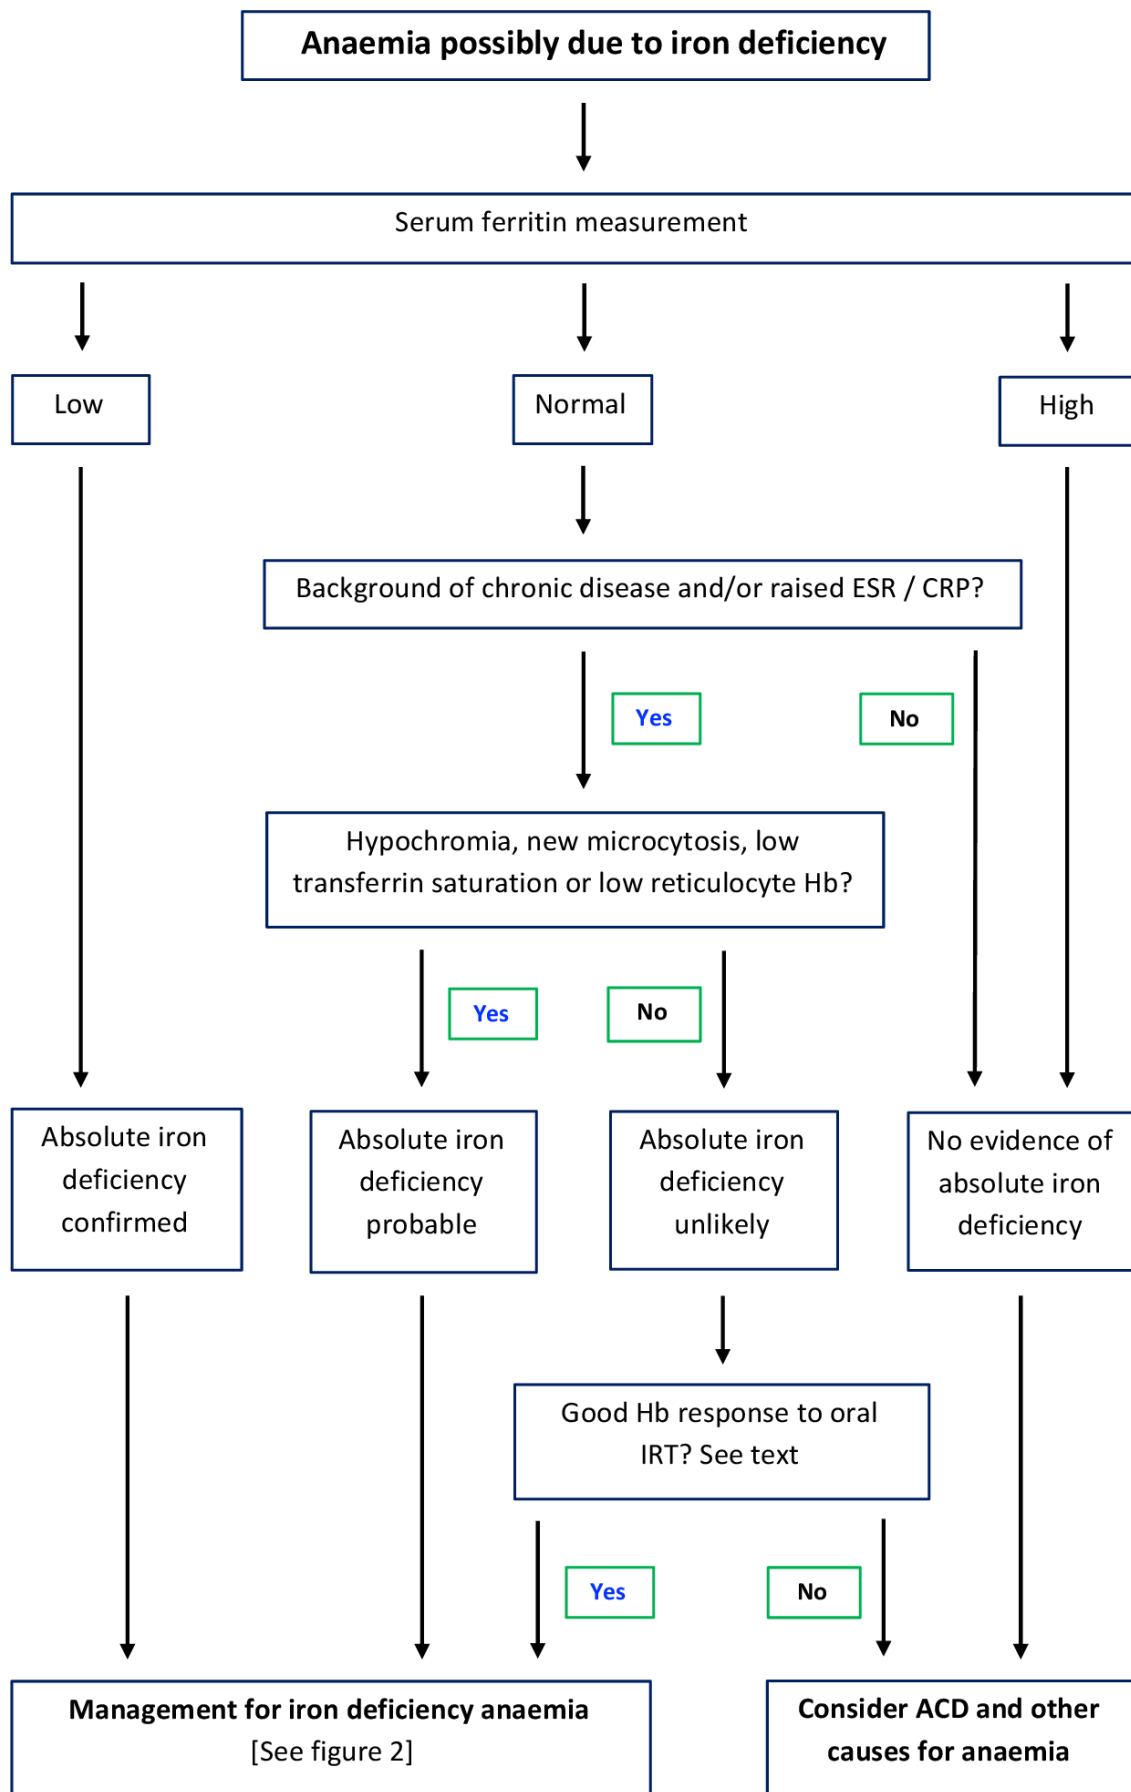 Anaemia possibly due to iron deficiency
Serum ferritin measurement
Low
Normal
High
Background of chronic disease and/or raised ESR / CRP?
Yes
No
Hypochromia, new microcytosis, low
transferrin saturation or low reticulocyte Hb?
Yes
No
Absolute iron
deficiency
confirmed
Absolute iron
deficiency
probable
Absolute iron
deficiency
unlikely
No evidence of
absolute iron
deficiency
Good Hb response to oral
IRT? See text
Yes
No
Management for iron deficiency anaemia
[See figure 2]
Consider ACD and other
causes for anaemia